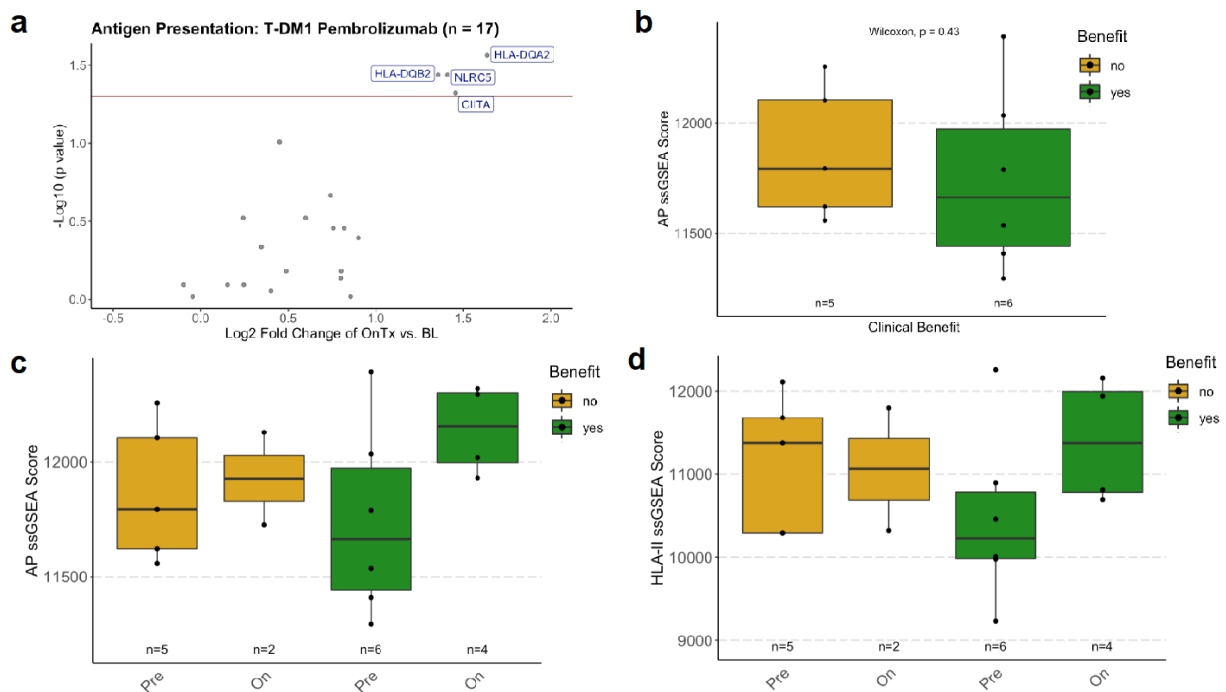 a
Antigen Presentation: T-DM1 Pembrolizumab (n = 17)
HLA-DQA2
HLA-DQB2
NLRC5
CIITA
-Log10 (p value)
1.5
1.0
0.5
0.0
-0.5
0.0
0.5
1.0
1.5
2.0
Log2 Fold Change of OnTx vs. BL
b
Wilcoxon, p = 0.43
Benefit
no
yes
AP ssGSEA Score
12000
11500
n=5
n=6
Clinical Benefit
c
Benefit
no
yes
AP ssGSEA Score
12000
11500
n=5
n=2
n=6
n=4
Pre
On
Pre
On
d
Benefit
no
yes
HLA-II ssGSEA Score
12000
11000
10000
9000
n=5
n=2
n=6
n=4
Pre
On
Pre
On